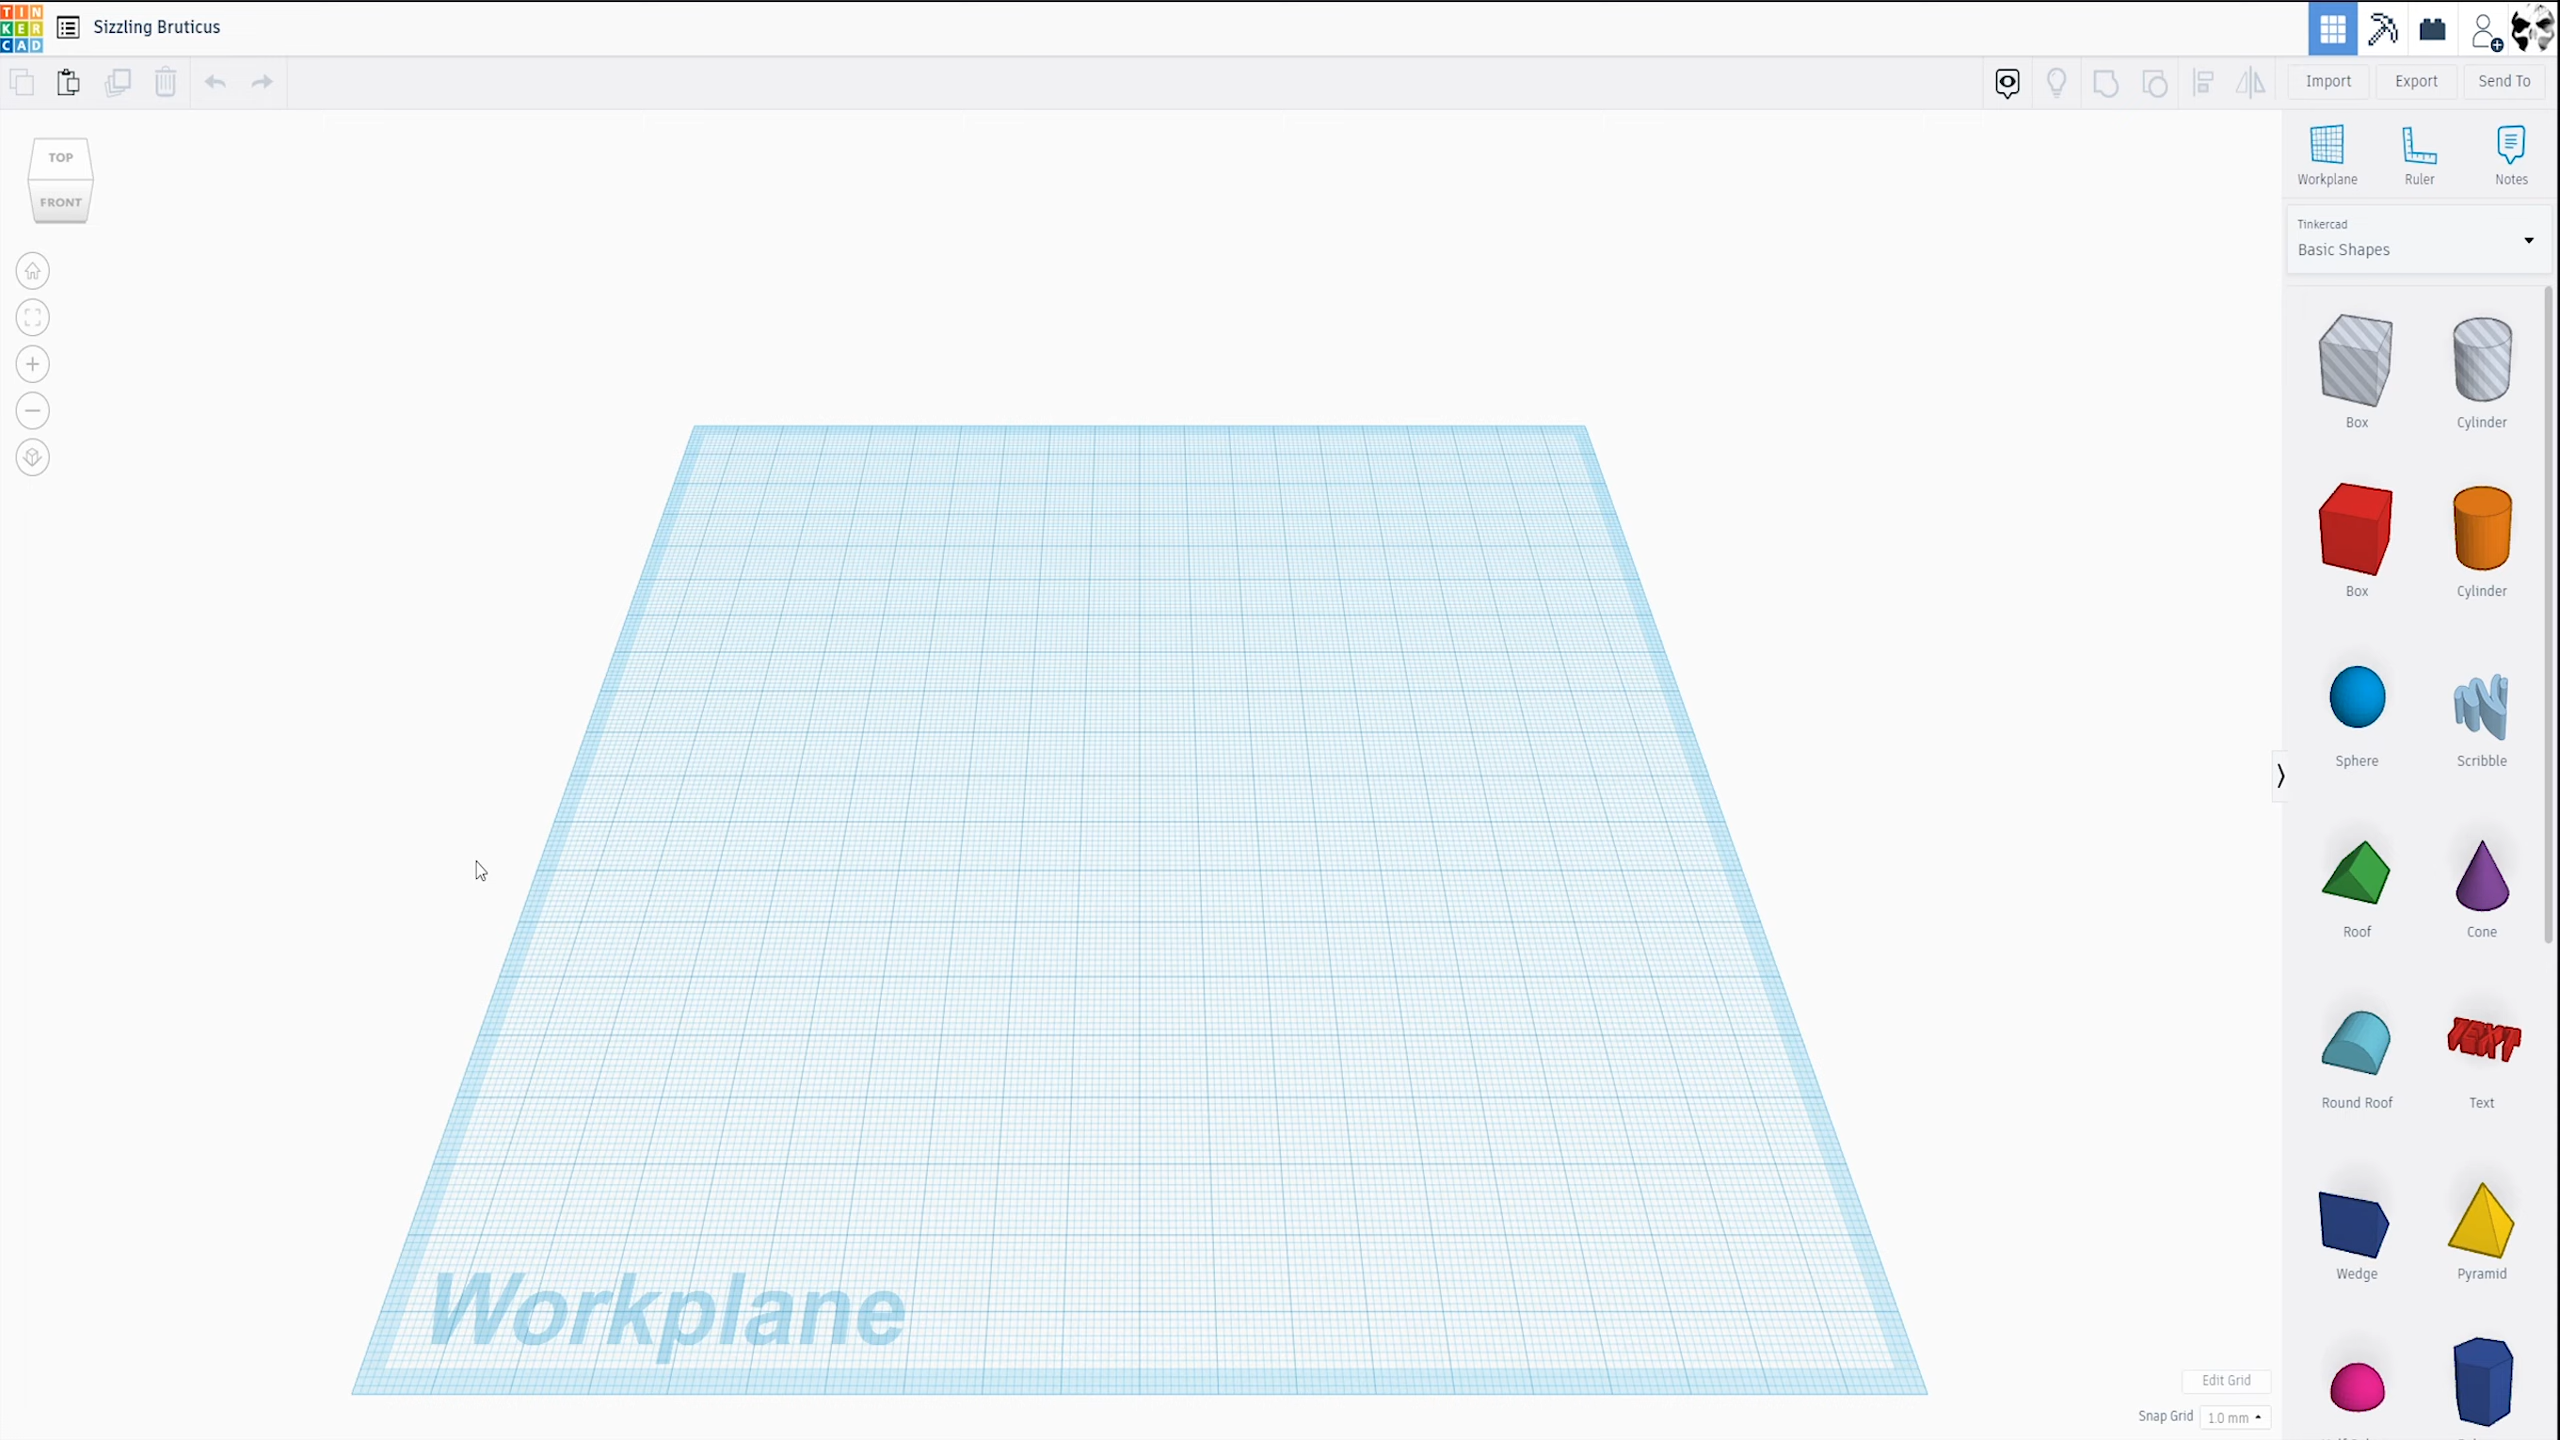 TIN
KER
CAD
Sizzling Bruticus
Import
Export
Send To
TOP
FRONT
Workplane
Ruler
Notes
Tinkercad
Basic Shapes
Box
Cylinder
Box
Cylinder
Sphere
Scribble
Roof
Cone
TEXT
Round Roof
Text
Wedge
Pyramid
Workplane
Edit Grid
Snap Grid
1.0 mm